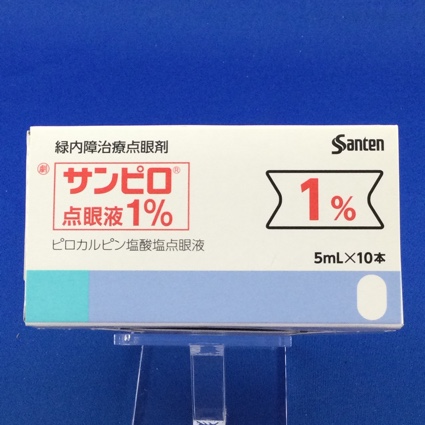 緑内障治療点眼剤
Santen
劇
サンピロ®
点眼液1%
1%
ピロカルピン塩酸塩点眼液
5mL×10本